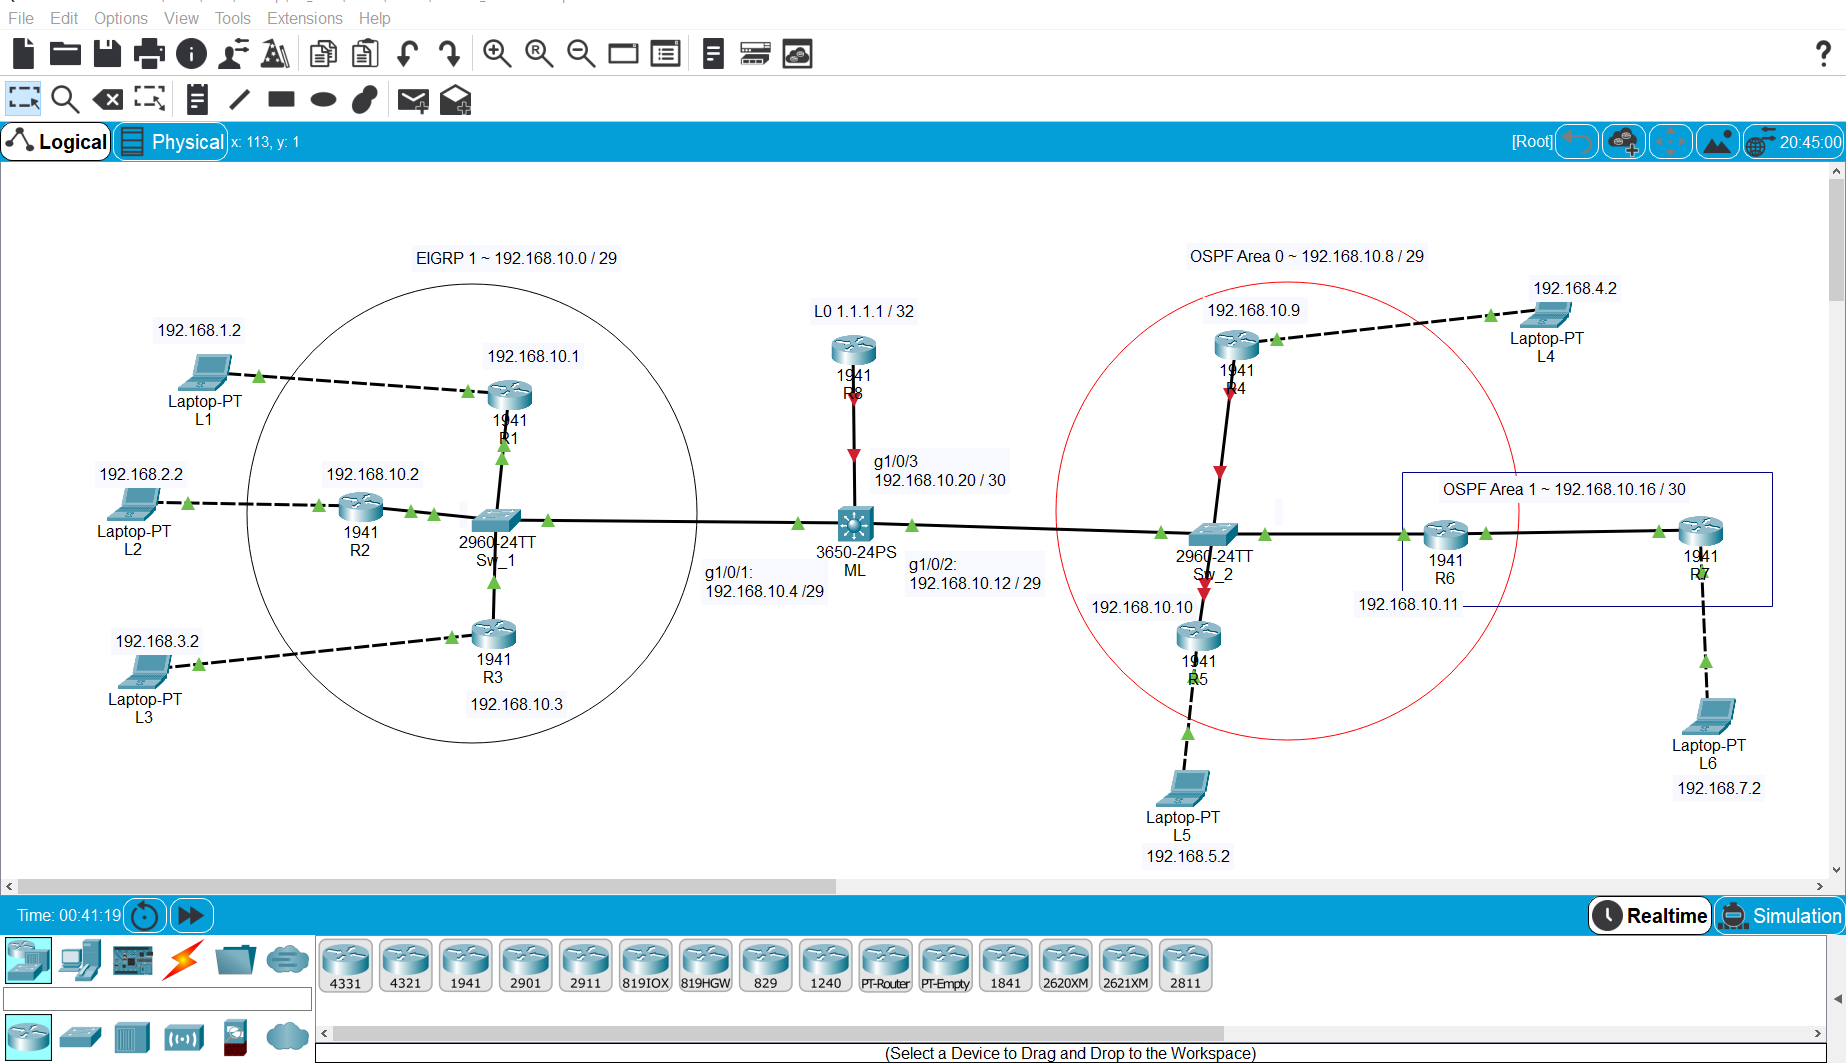 File Edit Options View Tools Extensions Help
Logical
Physical
x: 113, y: 1
[Root]
20:45:00
EIGRP 1 ~ 192.168.10.0 / 29
OSPF Area 0 ~ 192.168.10.8 / 29
192.168.4.2
L0 1.1.1.1 / 32
192.168.10.9
192.168.1.2
Laptop-PT
L4
192.168.10.1
1941
R8
1941
R4
Laptop-PT
L1
1941
R1
g1/0/3
192.168.10.20 / 30
192.168.2.2
192.168.10.2
OSPF Area 1 ~ 192.168.10.16 / 30
Laptop-PT
L2
1941
R2
2960-24TT
Sw_1
3650-24PS
ML
2960-24TT
Sw_2
1941
R6
1941
R7
g1/0/1:
192.168.10.4 /29
g1/0/2:
192.168.10.12 / 29
192.168.10.10
192.168.10.11
192.168.3.2
1941
R3
1941
R5
Laptop-PT
L3
192.168.10.3
Laptop-PT
L6
192.168.7.2
Laptop-PT
L5
192.168.5.2
Time: 00:41:19
Realtime
Simulation
4331 4321 1941 2901 2911 819IOX 819HGW 829 1240 PT-Router PT-Empty 1841 2620XM 2621XM 2811
(Select a Device to Drag and Drop to the Workspace)